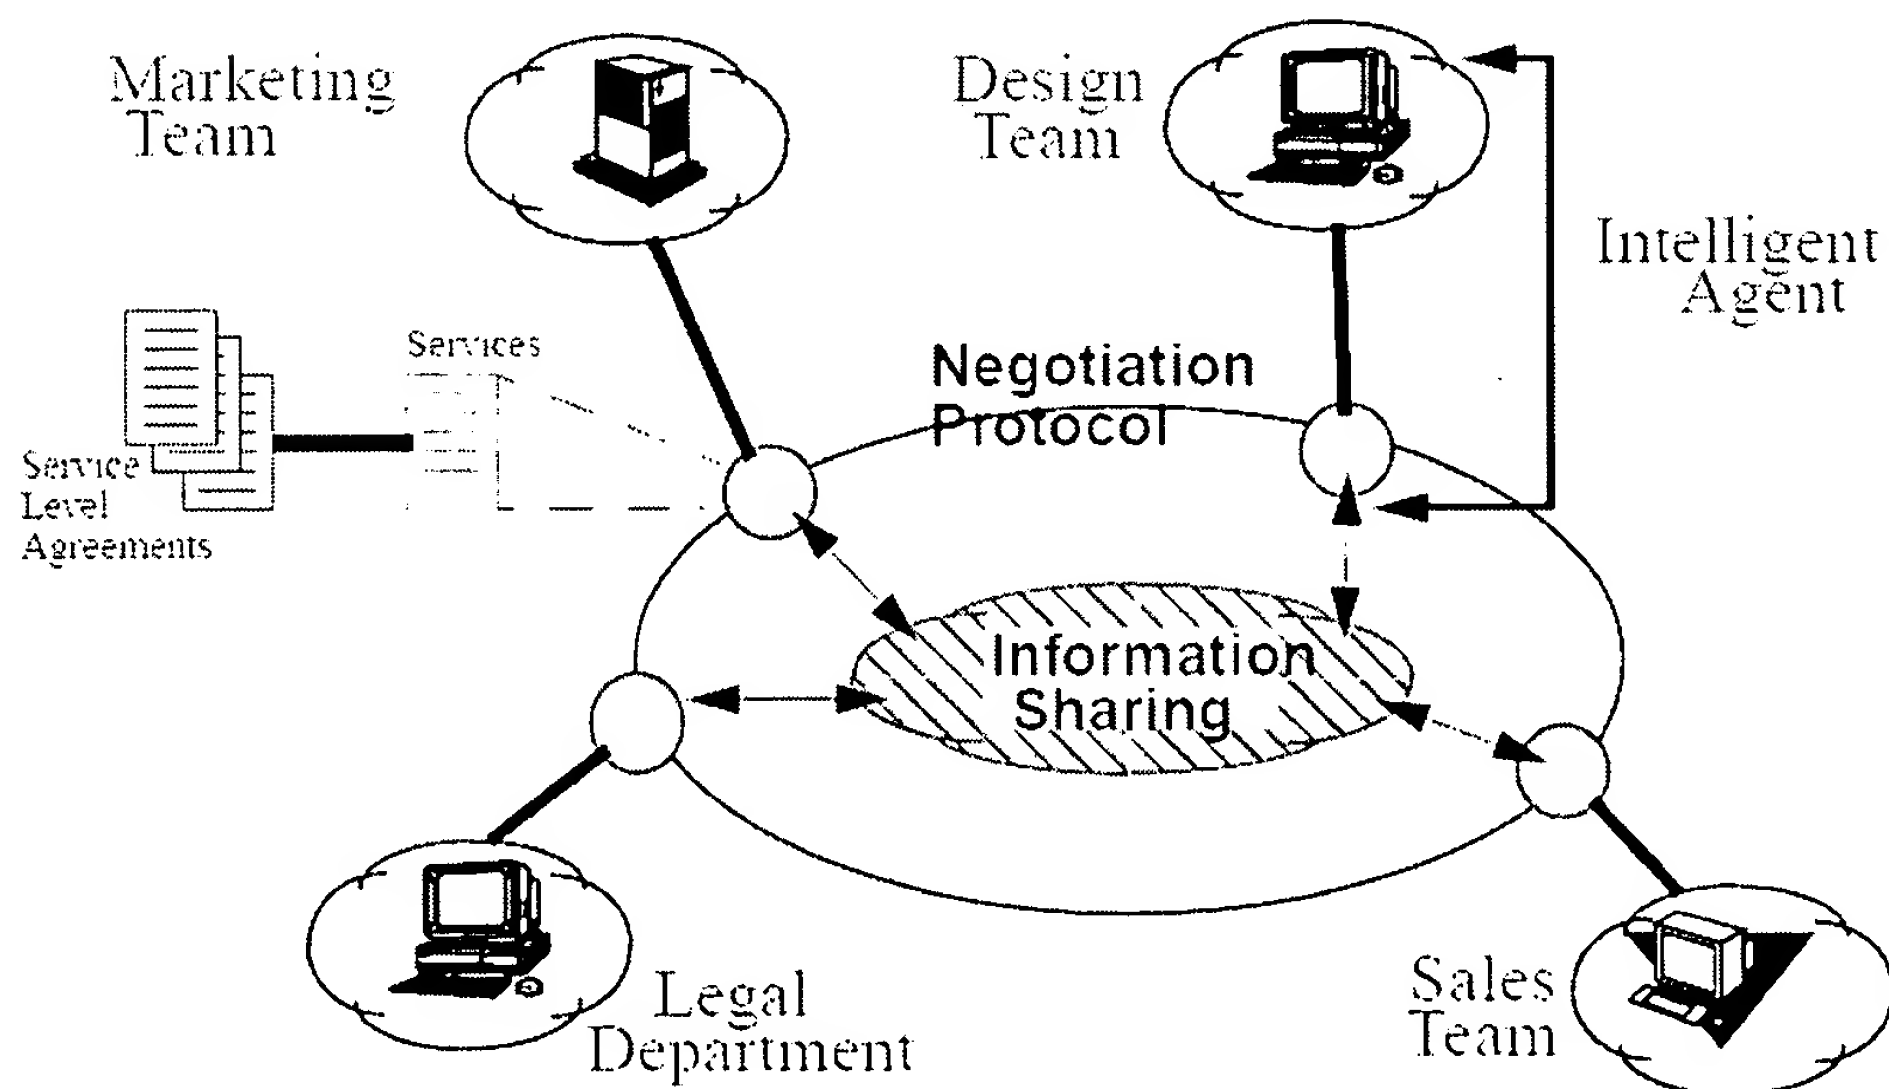 Marketing
Team
Design
Team
Intelligent
Agent
Services
Negotiation
Protocol
Service
Level
Agreements
Information
Sharing
Legal
Department
Sales
Team